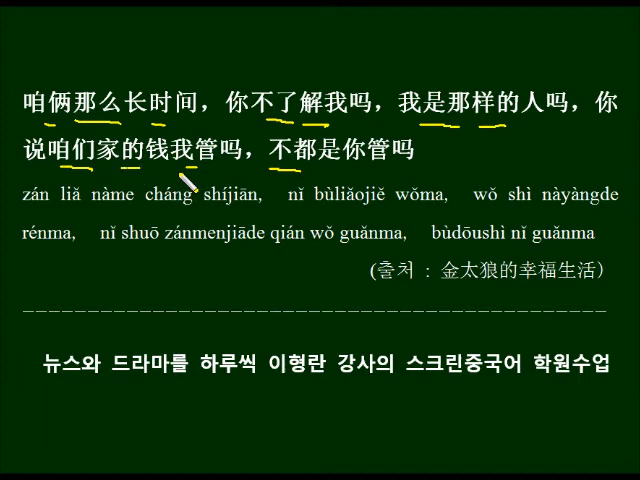 咱俩那么长时间，你不了解我吗，我是那样的人吗，你
说咱们家的钱我管吗，不都是你管吗
zán liǎ nàme cháng shíjiān, nǐ bùliǎojiě wǒma, wǒ shì nàyàngde
rénma, nǐ shuō zánmenjiāde qián wǒ guǎnma, bùdōushì nǐ guǎnma
(출처 : 金太狼的幸福生活)
뉴스와 드라마를 하루씩 이형란 강사의 스크린중국어 학원수업